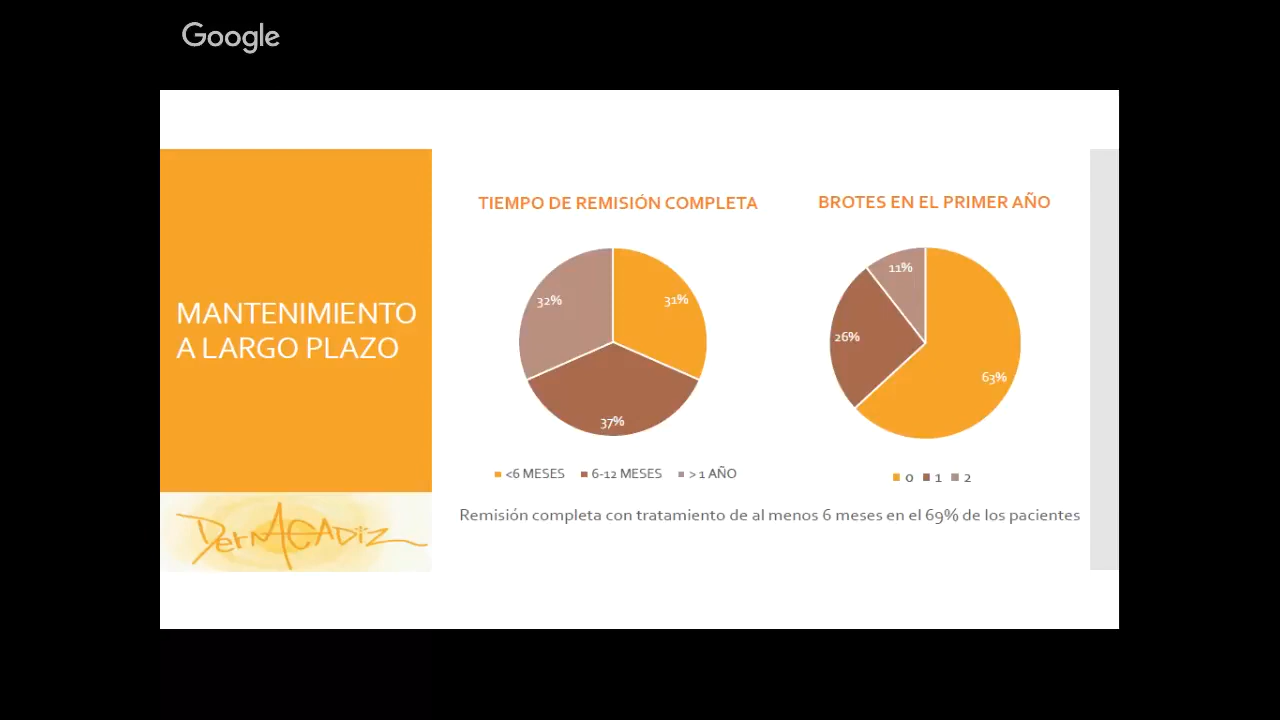 Google
MANTENIMIENTO
A LARGO PLAZO
DermACADiz
TIEMPO DE REMISIÓN COMPLETA
32%
31%
37%
<6 MESES 6-12 MESES > 1 AÑO
BROTES EN EL PRIMER AÑO
11%
26%
63%
0 1 2
Remisión completa con tratamiento de al menos 6 meses en el 69% de los pacientes